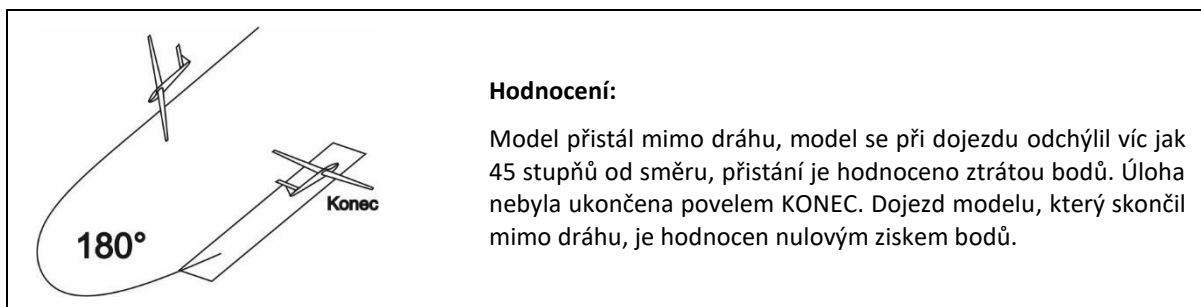 Hodnocení:
Model přistál mimo dráhu, model se při dojezdu odchýlil víc jak
45 stupňů od směru, přistání je hodnoceno ztrátou bodů. Úloha
nebyla ukončena povelem KONEC. Dojezd modelu, který skončil
mimo dráhu, je hodnocen nulovým ziskem bodů.
Konec
180°